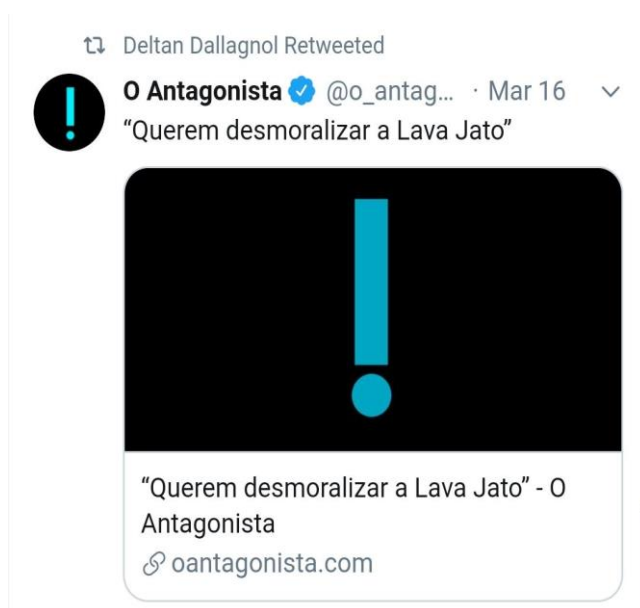 Deltan Dallagnol Retweeted
O Antagonista @o_antag... · Mar 16
“Querem desmoralizar a Lava Jato”
“Querem desmoralizar a Lava Jato” - O
Antagonista
oantagonista.com